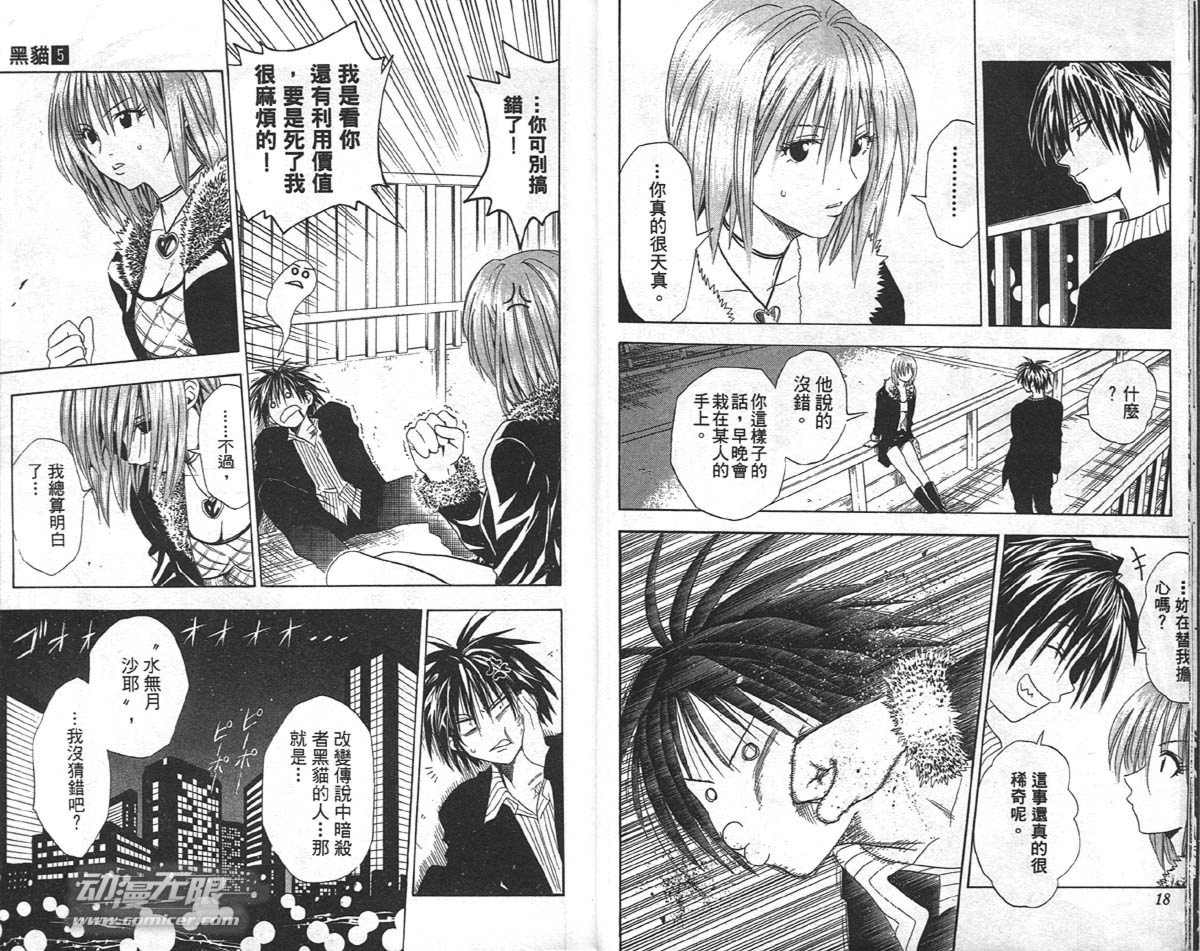 …………
…你真的很天真。
什麼
？
他說的
沒錯。
你這樣子的
話，早晚會
栽在某人的
手上。
…妳在替我擔
心嗎？
這事還真的很
稀奇呢。
18
黑貓5
…你可別搞
錯了！
我是看你
還有利用價值
，要是死了我
很麻煩的！
……不過，
我總算明白
了…
改變傳說中暗殺
者黑貓的人……那
就是…
ゴオオオオオオ...
ピーポー
ピーポー
〝水無月
沙耶〞，
…我沒猜錯吧？
动漫无限
www.comicer.com